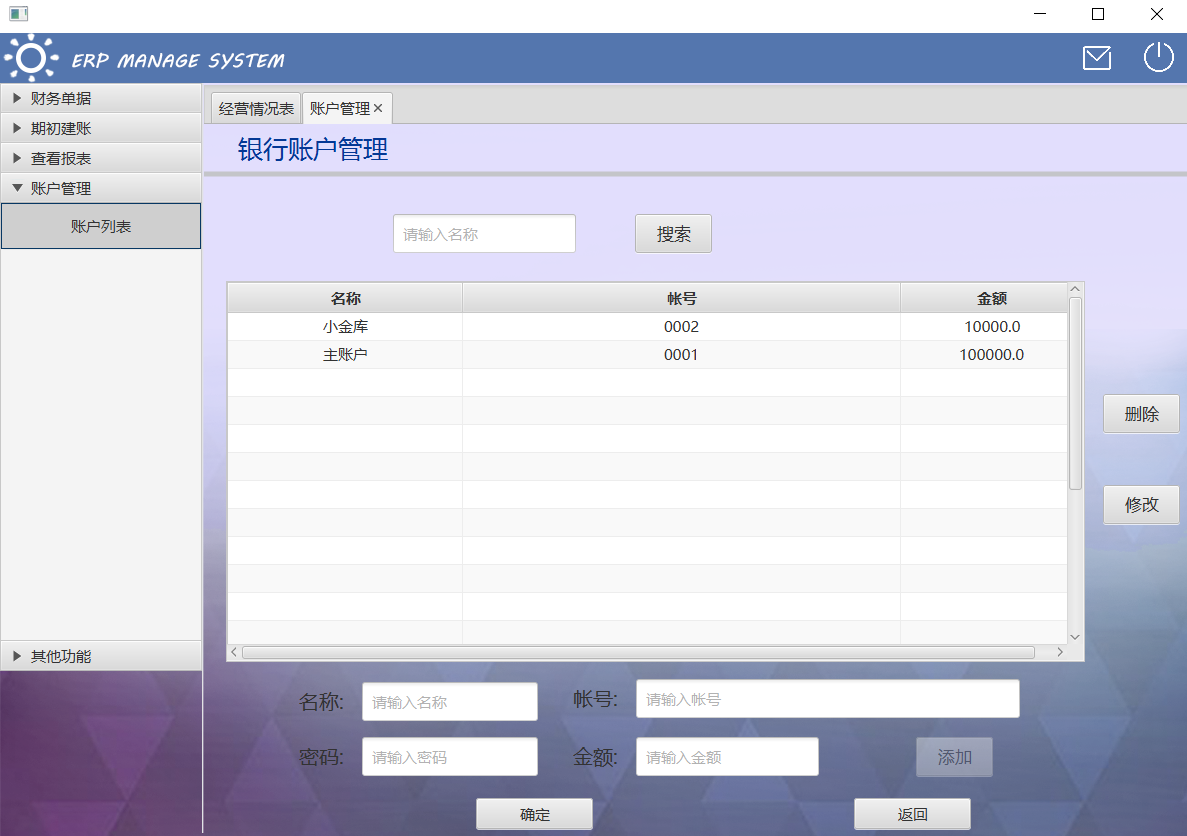 ERP MANAGE SYSTEM
财务单据
期初建账
查看报表
账户管理
账户列表
其他功能
经营情况表 账户管理
银行账户管理
请输入名称 搜索
名称 帐号 金额
小金库 0002 10000.0
主账户 0001 100000.0
删除
修改
名称: 请输入名称 帐号: 请输入帐号
密码: 请输入密码 金额: 请输入金额 添加
确定 返回